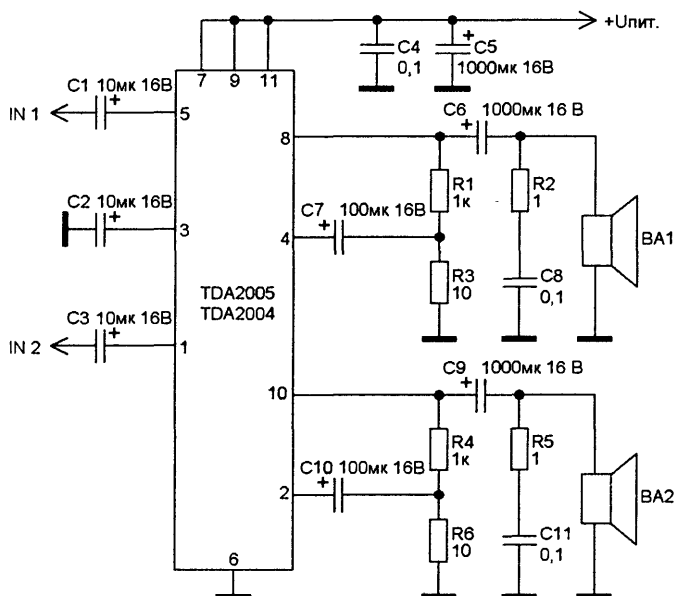 +Uпит.
C4
0,1
C5
+
1000мк 16В
7 9 11
C1 10мк 16В
+
IN 1
5
8
C6 1000мк 16 В
+
C2 10мк 16В
+
3
C7 100мк 16В
+
4
R1
1к
R2
1
BA1
R3
10
C8
0,1
TDA2005
TDA2004
C3 10мк 16В
+
IN 2
1
10
C9 1000мк 16 В
+
R4
1к
R5
1
C10 100мк 16В
+
2
BA2
R6
10
C11
0,1
6